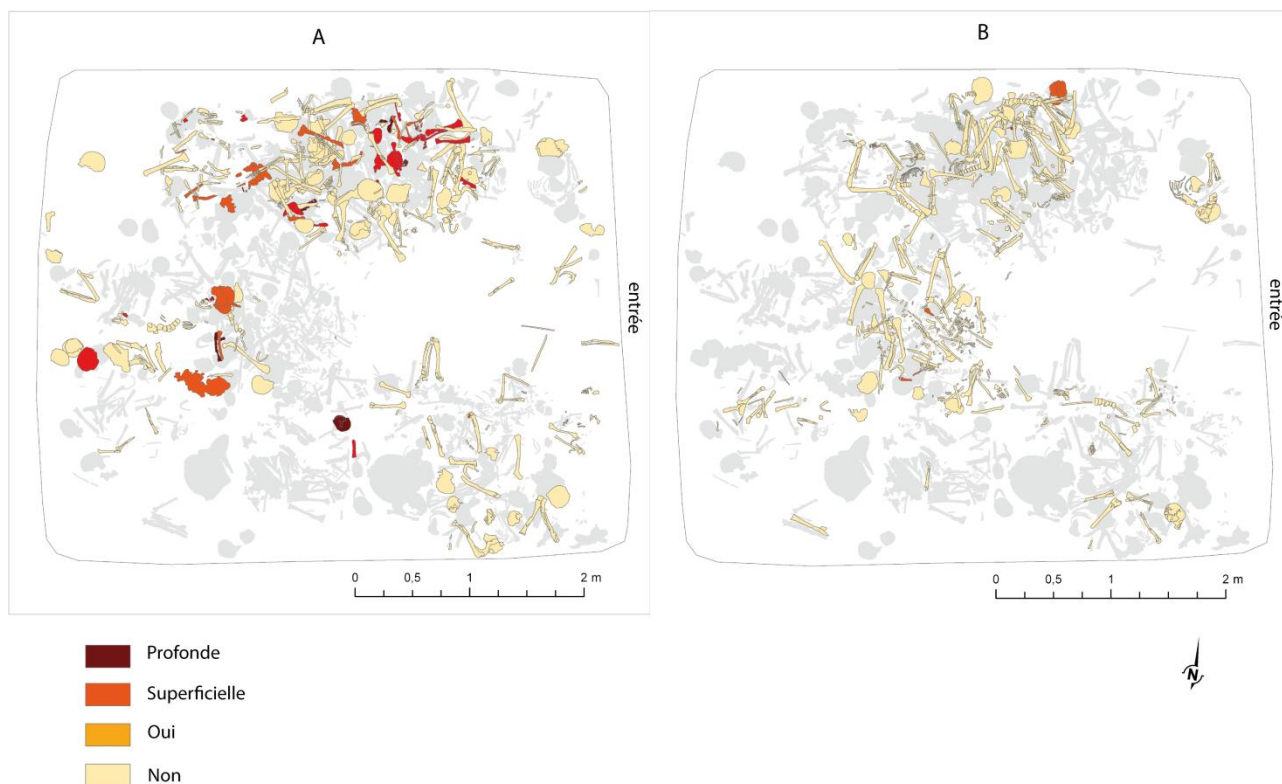 A
B
entrée
entrée
0 0,5 1 2 m
0 0,5 1 2 m
Profonde
Superficielle
Oui
Non
N